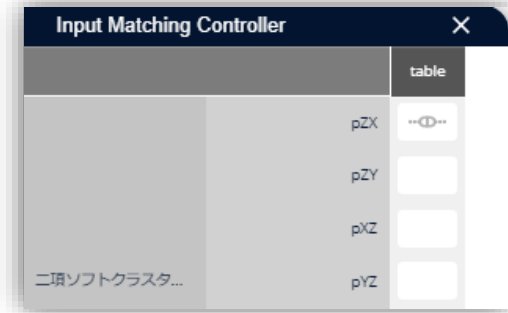 Input Matching Controller
table
pZX
pZY
pXZ
二項ソフトクラスタ... pYZ